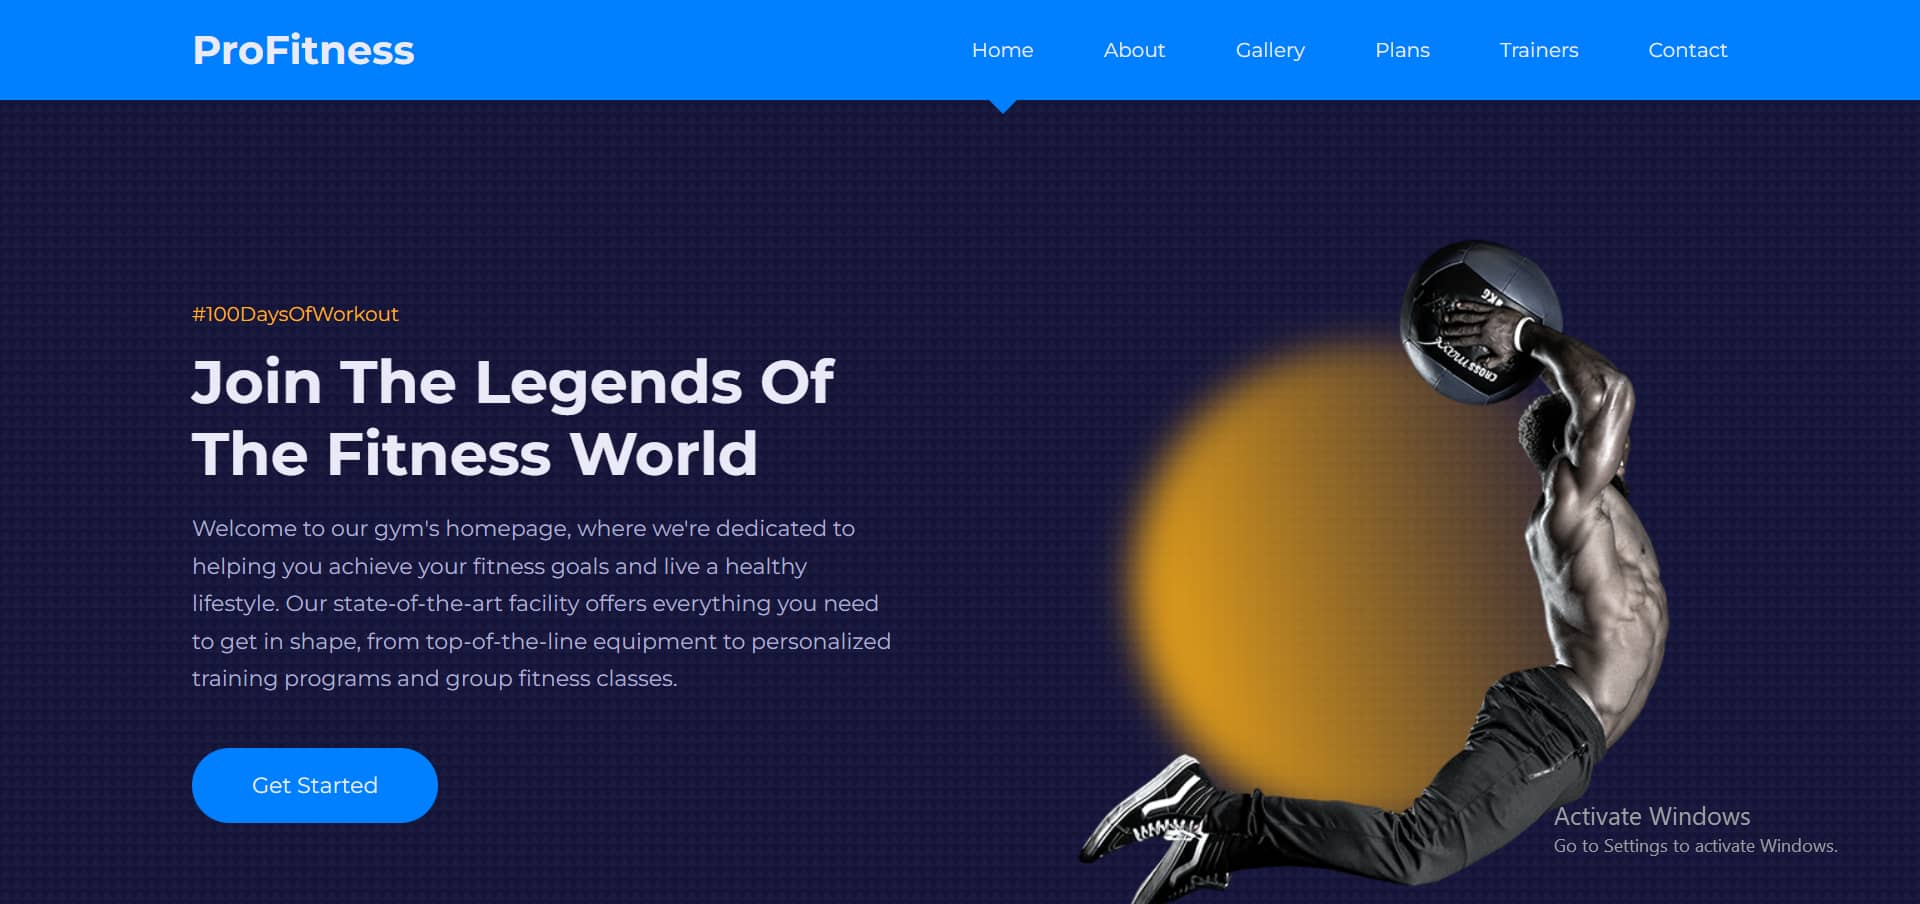 ProFitness
Home About Gallery Plans Trainers Contact
#100DaysOfWorkout
Join The Legends Of
The Fitness World
Welcome to our gym's homepage, where we're dedicated to
helping you achieve your fitness goals and live a healthy
lifestyle. Our state-of-the-art facility offers everything you need
to get in shape, from top-of-the-line equipment to personalized
training programs and group fitness classes.
Get Started
4KG
CROSS maxx
Activate Windows
Go to Settings to activate Windows.